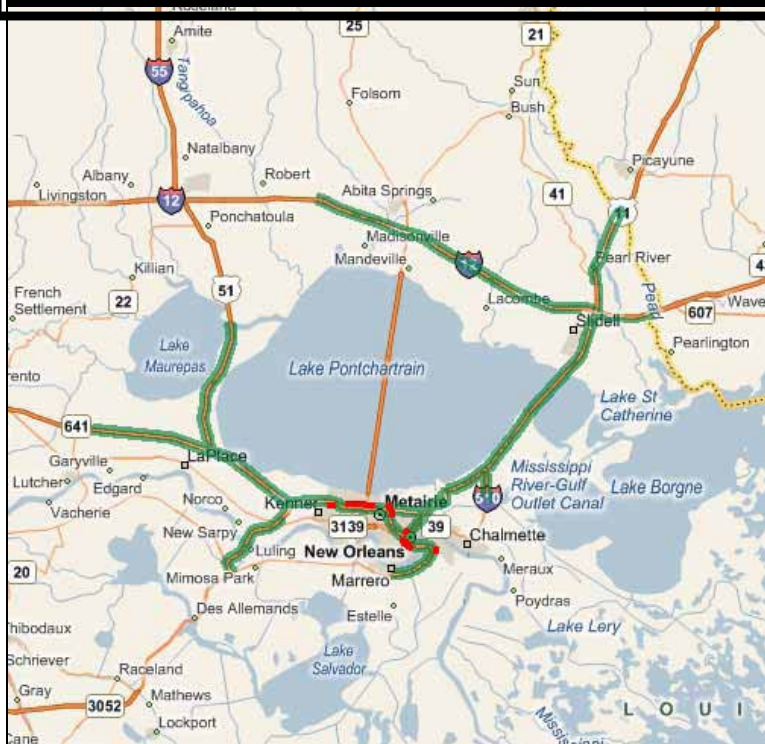 Amite
25
21
55
Tangipahoa
Sun
Folsom
Bush
Natalbany
Picayune
Albany
Robert
Abita Springs
Livingston
12
41
11
Ponchatoula
Madisonville
Pearl River
Killian
Mandeville
12
51
French
Settlement
22
Lacombe
Pearl
607
Wave
Slidell
Lake
Maurepas
Lake Pontchartrain
Pearlington
rento
Lake St
Catherine
641
Garyville
LaPlace
Mississippi
River-Gulf
Outlet Canal
Lutcher
Edgard
Lake Borgne
Vacherie
Norco
Kenner
Metairie
510
3139
39
New Sarpy
Chalmette
Luling
New Orleans
20
Mimosa Park
Marrero
Meraux
Des Allemands
Estelle
Poydras
Thibodaux
Lake Lery
Schriever
Lake
Salvador
Raceland
Gray
Mathews
3052
L O U I
Lockport
Mississippi